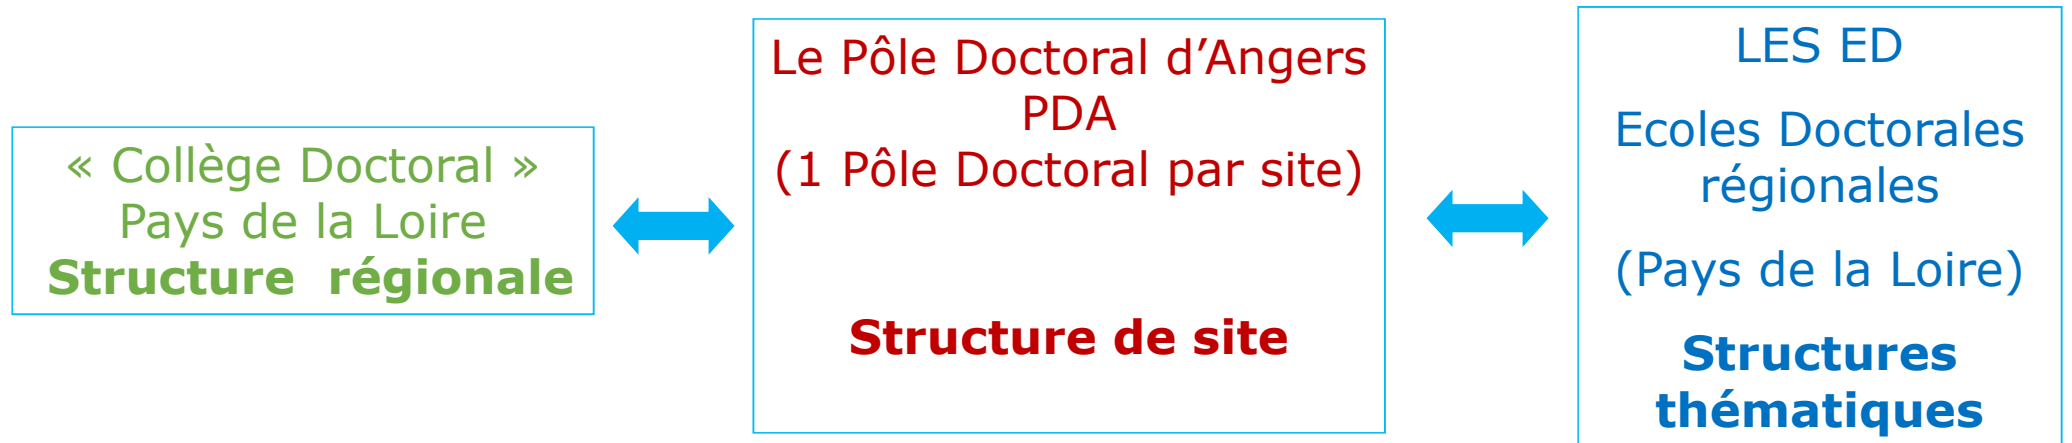 « Collège Doctoral »
Pays de la Loire
Structure régionale
Le Pôle Doctoral d’Angers
PDA
(1 Pôle Doctoral par site)
Structure de site
LES ED
Ecoles Doctorales
régionales
(Pays de la Loire)
Structures
thématiques